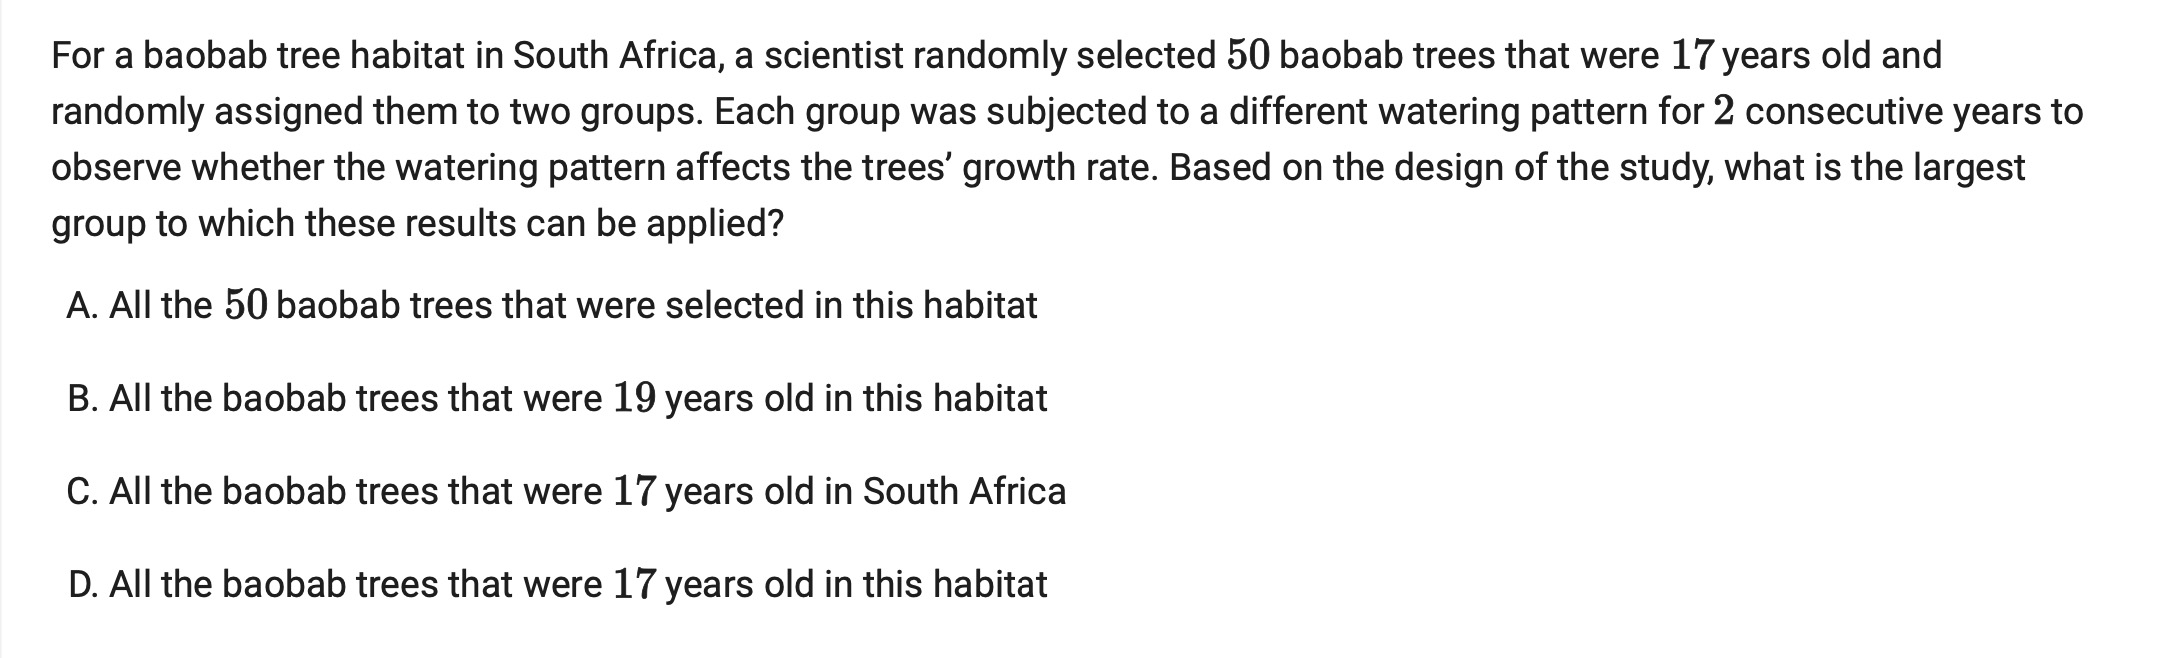 For a baobab tree habitat in South Africa, a scientist randomly selected 50 baobab trees that were 17 years old and
randomly assigned them to two groups. Each group was subjected to a different watering pattern for 2 consecutive years to
observe whether the watering pattern affects the trees’ growth rate. Based on the design of the study, what is the largest
group to which these results can be applied?
A. All the 50 baobab trees that were selected in this habitat
B. All the baobab trees that were 19 years old in this habitat
C. All the baobab trees that were 17 years old in South Africa
D. All the baobab trees that were 17 years old in this habitat